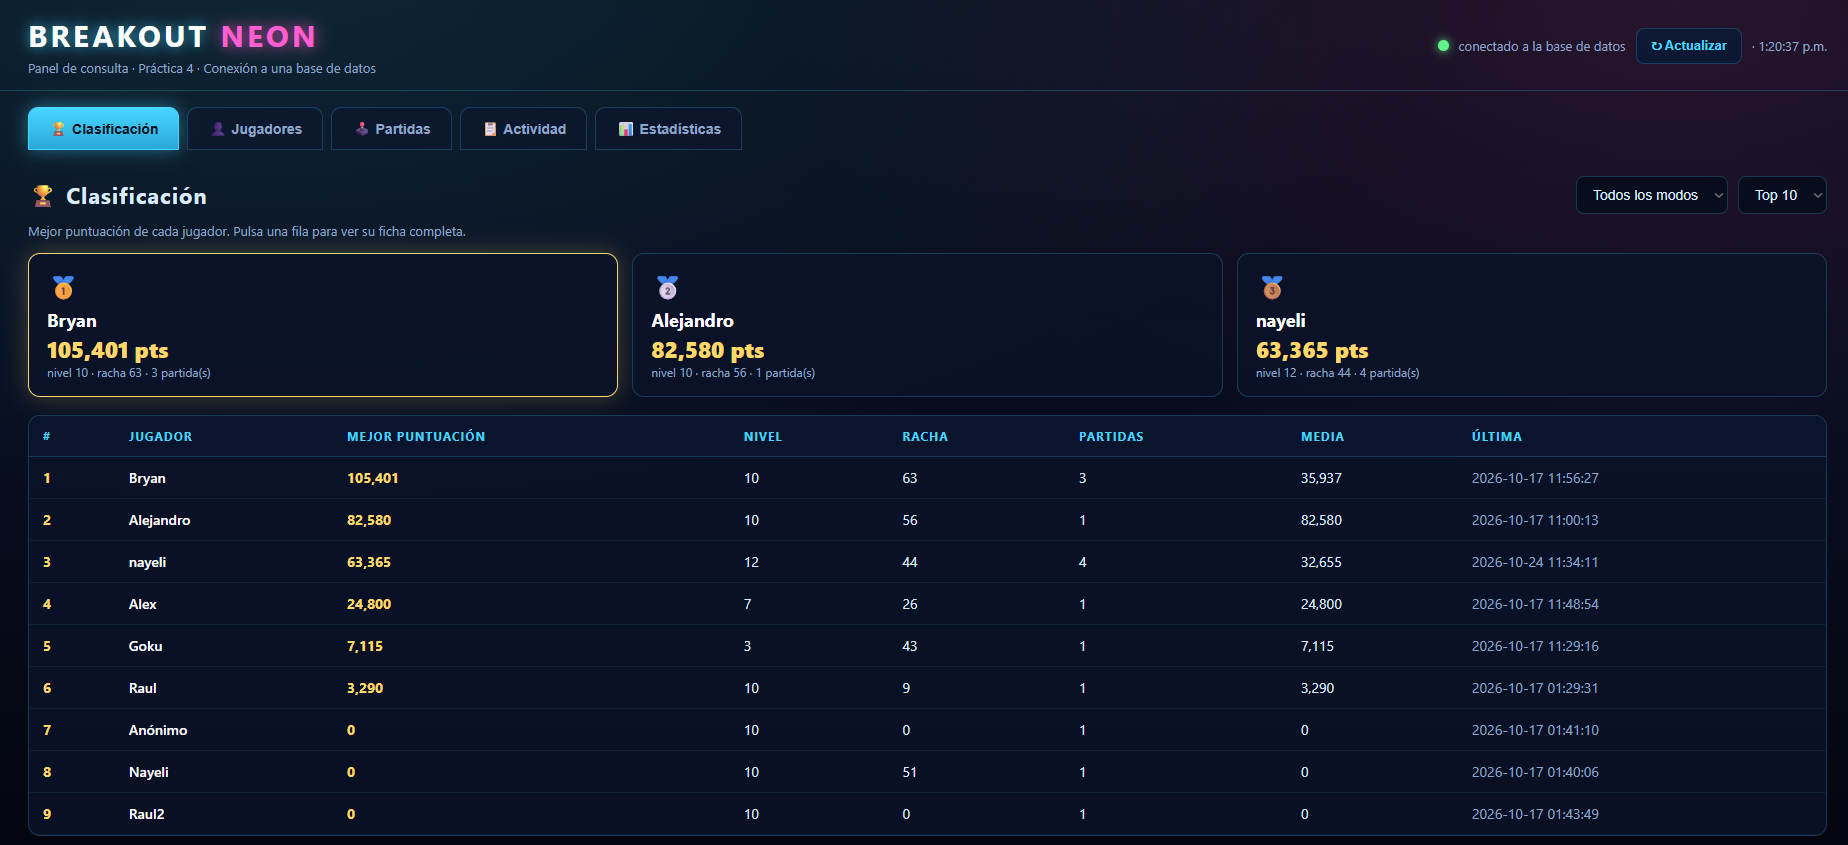 BREAKOUT NEON
Panel de consulta · Práctica 4 · Conexión a una base de datos
conectado a la base de datos
↻ Actualizar
· 1:20:37 p.m.
Clasificación
Jugadores
Partidas
Actividad
Estadísticas
Clasificación
Todos los modos
Top 10
Mejor puntuación de cada jugador. Pulsa una fila para ver su ficha completa.
1
Bryan
105,401 pts
nivel 10 · racha 63 · 3 partida(s)
2
Alejandro
82,580 pts
nivel 10 · racha 56 · 1 partida(s)
3
nayeli
63,365 pts
nivel 12 · racha 44 · 4 partida(s)
# JUGADOR MEJOR PUNTUACIÓN NIVEL RACHA PARTIDAS MEDIA ÚLTIMA
1 Bryan 105,401 10 63 3 35,937 2026-10-17 11:56:27
2 Alejandro 82,580 10 56 1 82,580 2026-10-17 11:00:13
3 nayeli 63,365 12 44 4 32,655 2026-10-24 11:34:11
4 Alex 24,800 7 26 1 24,800 2026-10-17 11:48:54
5 Goku 7,115 3 43 1 7,115 2026-10-17 11:29:16
6 Raul 3,290 10 9 1 3,290 2026-10-17 01:29:31
7 Anónimo 0 10 0 1 0 2026-10-17 01:41:10
8 Nayeli 0 10 51 1 0 2026-10-17 01:40:06
9 Raul2 0 10 0 1 0 2026-10-17 01:43:49